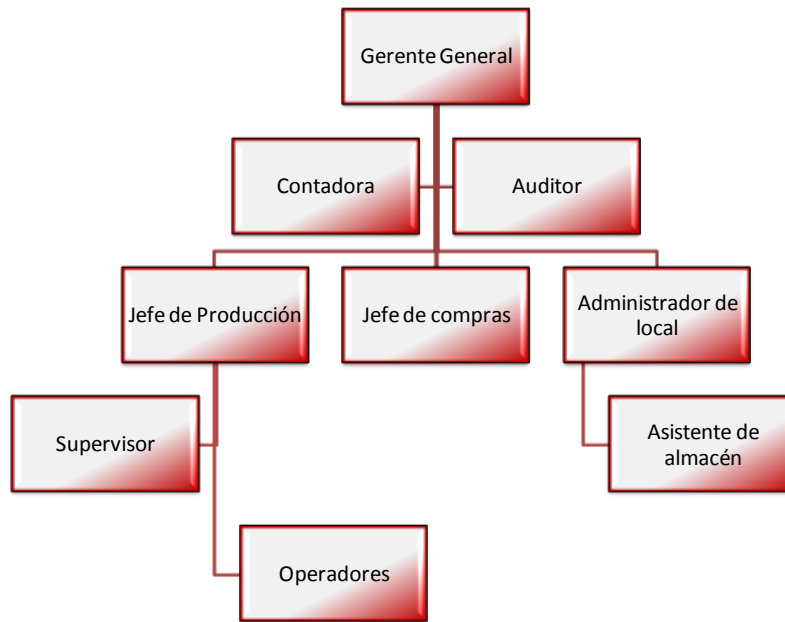 Gerente General
Contadora
Auditor
Jefe de Producción
Jefe de compras
Administrador de
local
Supervisor
Asistente de
almacén
Operadores